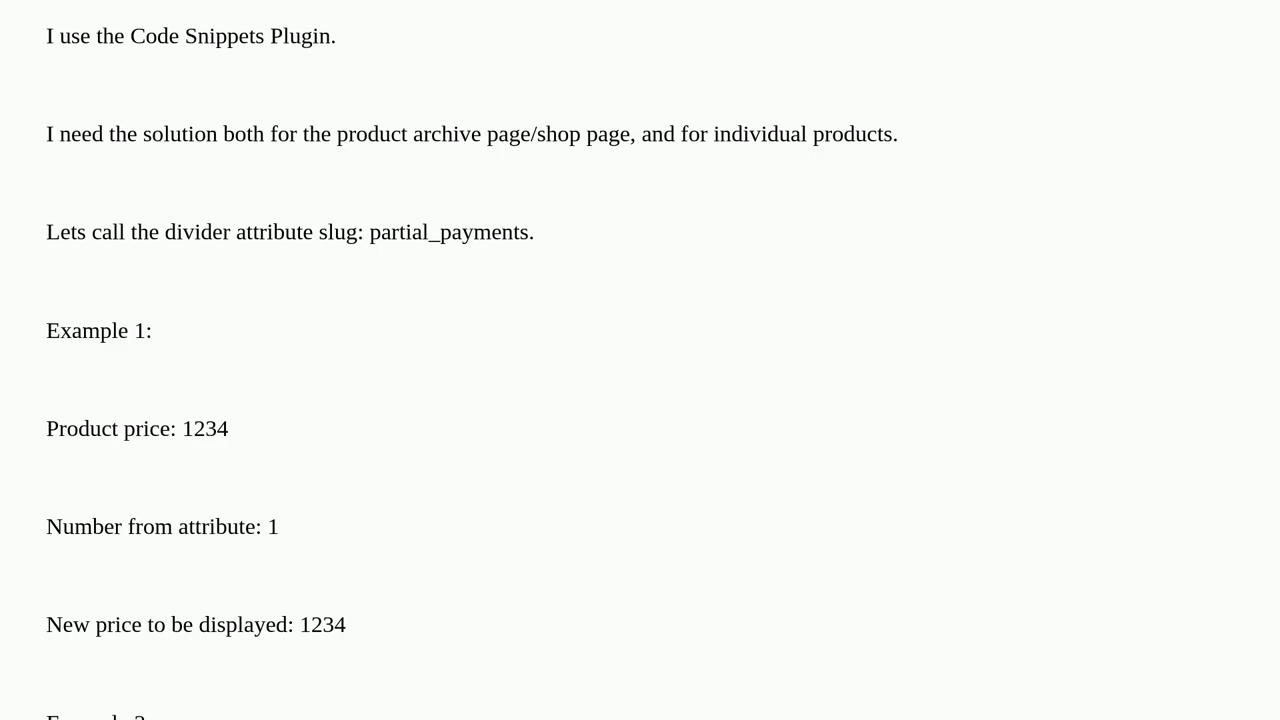 I use the Code Snippets Plugin.
I need the solution both for the product archive page/shop page, and for individual products.
Lets call the divider attribute slug: partial_payments.
Example 1:
Product price: 1234
Number from attribute: 1
New price to be displayed: 1234